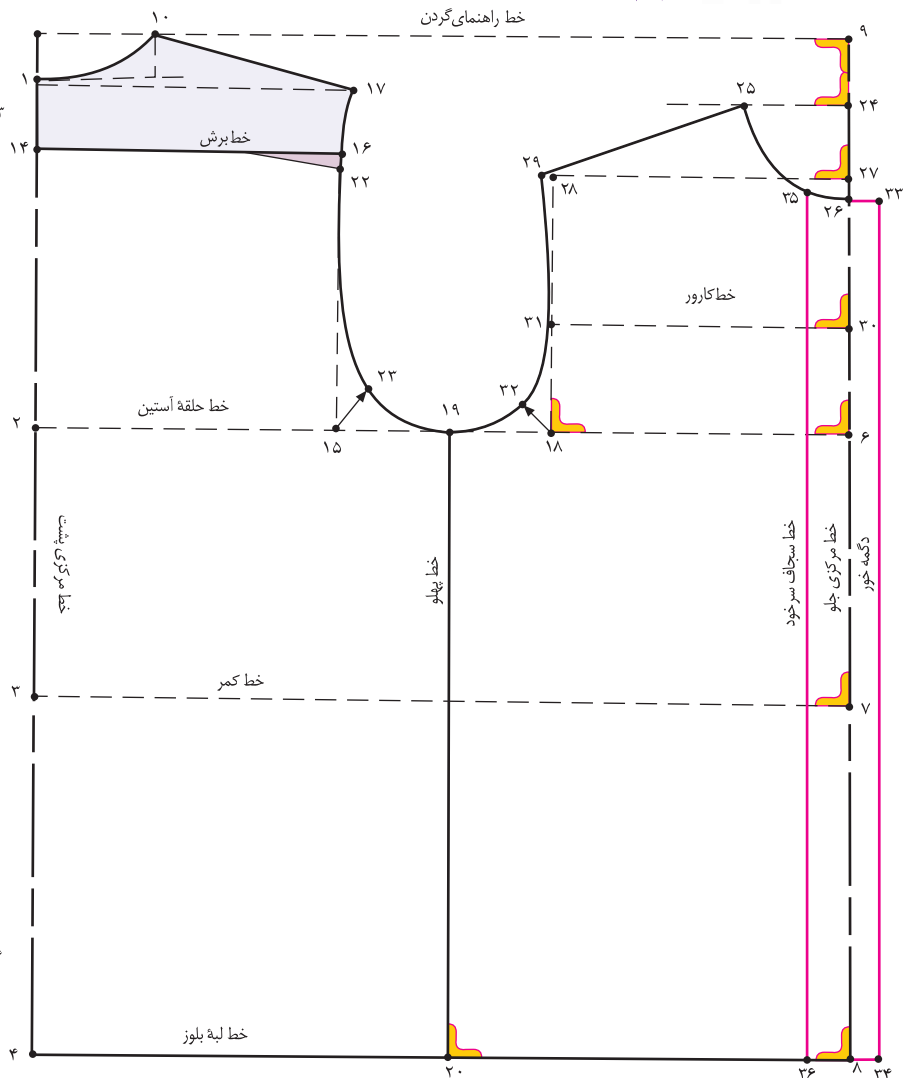 خط راهنمای گردن
۱۰
۹
۱
۱۷
۲۵
۲۴
خط برش
۱۴
۱۶
۲۲
۲۹
۲۸
۲۷
۳۵
۲۶
۳۳
خط کارور
۳۱
۳۰
۲۳
۳۲
خط حلقهٔ آستین
۱۹
۲
۱۵
۱۸
۶
خط مرکزی پشت
خط پهلو
خط سجاف سرخود
خط مرکزی جلو
دگمه خور
خط کمر
۳
۷
خط لبهٔ بلوز
۴
۲۰
۳۶
۸
۳۴